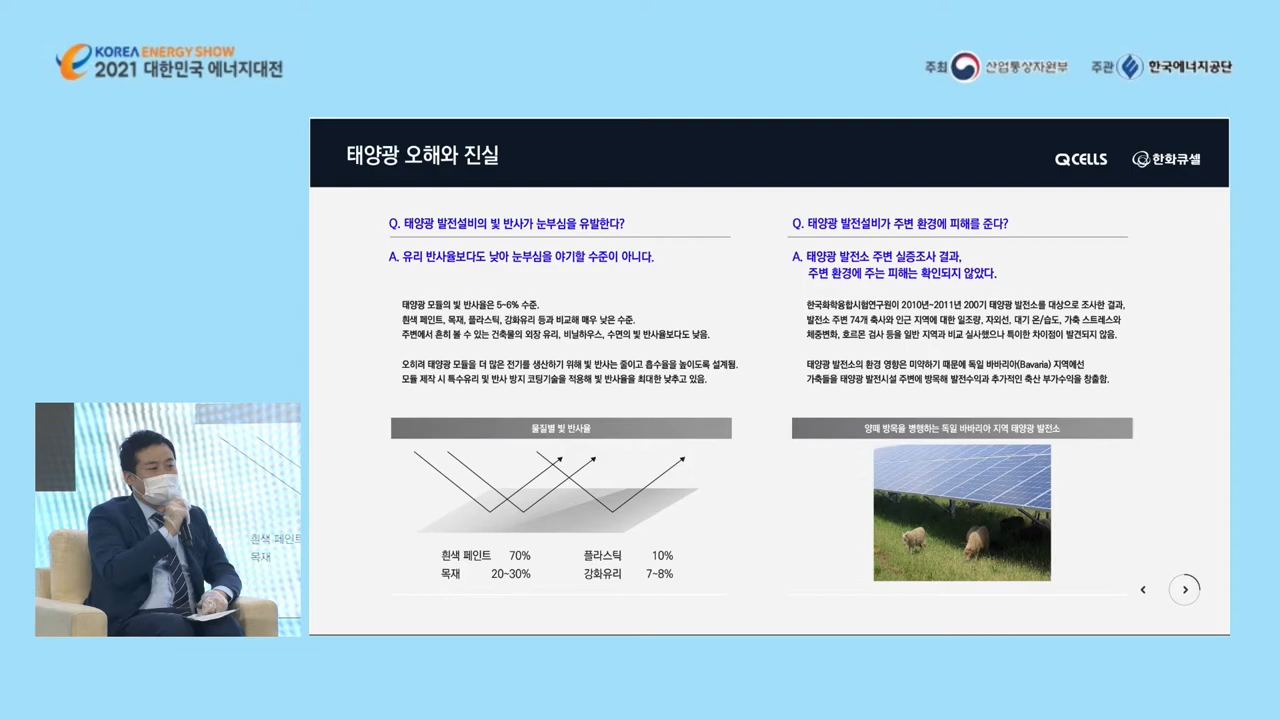 KOREA ENERGY SHOW
2021 대한민국 에너지대전
주최 산업통상자원부 주관 한국에너지공단
태양광 오해와 진실
Q CELLS 한화큐셀
Q. 태양광 발전설비의 빛 반사가 눈부심을 유발한다?
A. 유리 반사율보다도 낮아 눈부심을 야기할 수준이 아니다.
태양광 모듈의 빛 반사율은 5~6% 수준.
흰색 페인트, 목재, 플라스틱, 강화유리 등과 비교해 매우 낮은 수준.
주변에서 흔히 볼 수 있는 건축물의 외장 유리, 비닐하우스, 수면의 빛 반사율보다도 낮음.
오히려 태양광 모듈을 더 많은 전기를 생산하기 위해 빛 반사는 줄이고 흡수율을 높이도록 설계됨.
모듈 제작 시 특수유리 및 반사 방지 코팅기술을 적용해 빛 반사율을 최대한 낮추고 있음.
물질별 빛 반사율
흰색 페인트 70% 플라스틱 10%
목재 20~30% 강화유리 7~8%
Q. 태양광 발전설비가 주변 환경에 피해를 준다?
A. 태양광 발전소 주변 실증조사 결과,
주변 환경에 주는 피해는 확인되지 않았다.
한국화학융합시험연구원이 2010년~2011년 200기 태양광 발전소를 대상으로 조사한 결과,
발전소 주변 74개 축사와 인근 지역에 대한 일조량, 자외선, 대기 온/습도, 가축 스트레스와
체중변화, 호르몬 검사 등을 일반 지역과 비교 실사했으나 특이한 차이점이 발견되지 않음.
태양광 발전소의 환경 영향은 미약하기 때문에 독일 바바리아(Bavaria) 지역에선
가축들을 태양광 발전시설 주변에 방목해 발전수익과 추가적인 축산 부가수익을 창출함.
양떼 방목을 병행하는 독일 바바리아 지역 태양광 발전소
흰색 페인트
목재